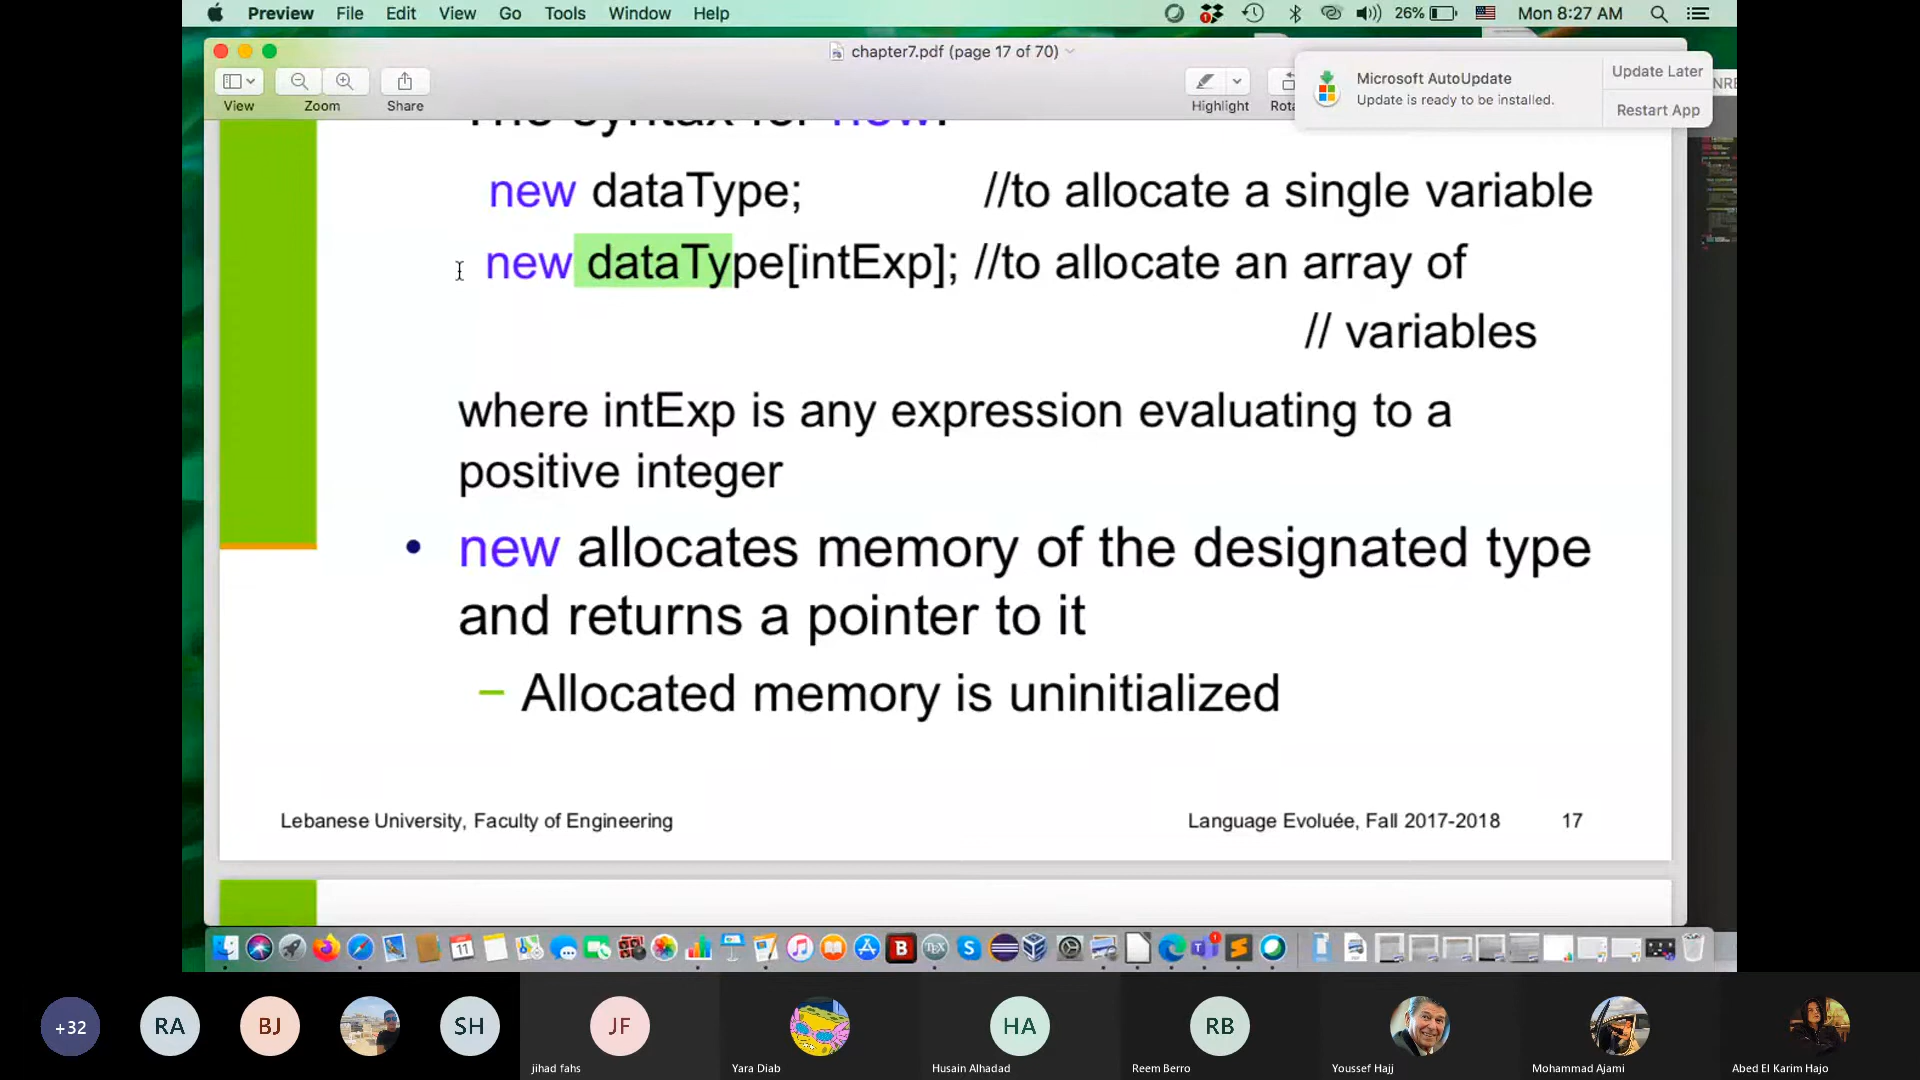 Preview File Edit View Go Tools Window Help 26% Mon 8:27 AM
chapter7.pdf (page 17 of 70)
View Zoom Share Highlight
Microsoft AutoUpdate
Update is ready to be installed.
Update Later
Restart App
The syntax for new:
new dataType; //to allocate a single variable
new dataType[intExp]; //to allocate an array of
// variables
where intExp is any expression evaluating to a
positive integer
• new allocates memory of the designated type
and returns a pointer to it
– Allocated memory is uninitialized
Lebanese University, Faculty of Engineering Language Evoluée, Fall 2017-2018 17
+32 RA BJ SH JF HA RB
jihad fahs Yara Diab Husain Alhadad Reem Berro Youssef Hajj Mohammad Ajami Abed El Karim Hajo